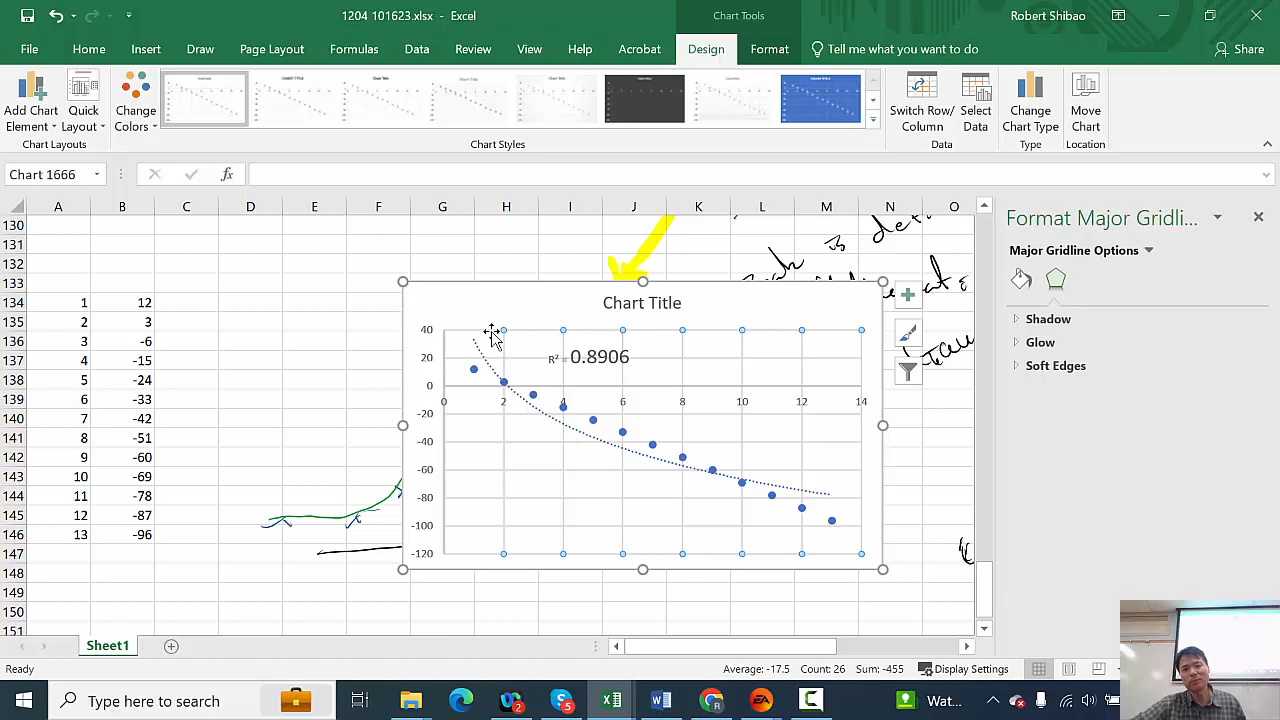 1204 101623.xlsx - Excel
Chart Tools
Robert Shibao
File Home Insert Draw Page Layout Formulas Data Review View Help Acrobat Design Format Tell me what you want to do Share
Add Chart Element
Quick Layout
Change Colors
Switch Row/ Column
Select Data
Change Chart Type
Move Chart
Chart Layouts Chart Styles Data Type Location
Chart 1666
fx
A B C D E F G H I J K L M N O
130
131
132
133
134 1 12
135 2 3
136 3 -6
137 4 -15
138 5 -24
139 6 -33
140 7 -42
141 8 -51
142 9 -60
143 10 -69
144 11 -78
145 12 -87
146 13 -96
147
148
149
150
151
Chart Title
R² = 0.8906
40
20
0
-20
-40
-60
-80
-100
-120
0 2 4 6 8 10 12 14
Format Major Gridli...
Major Gridline Options
Shadow
Glow
Soft Edges
Sheet1
Ready
Average: -17.5 Count: 26 Sum: -455 Display Settings
Type here to search
2
5
Wat...